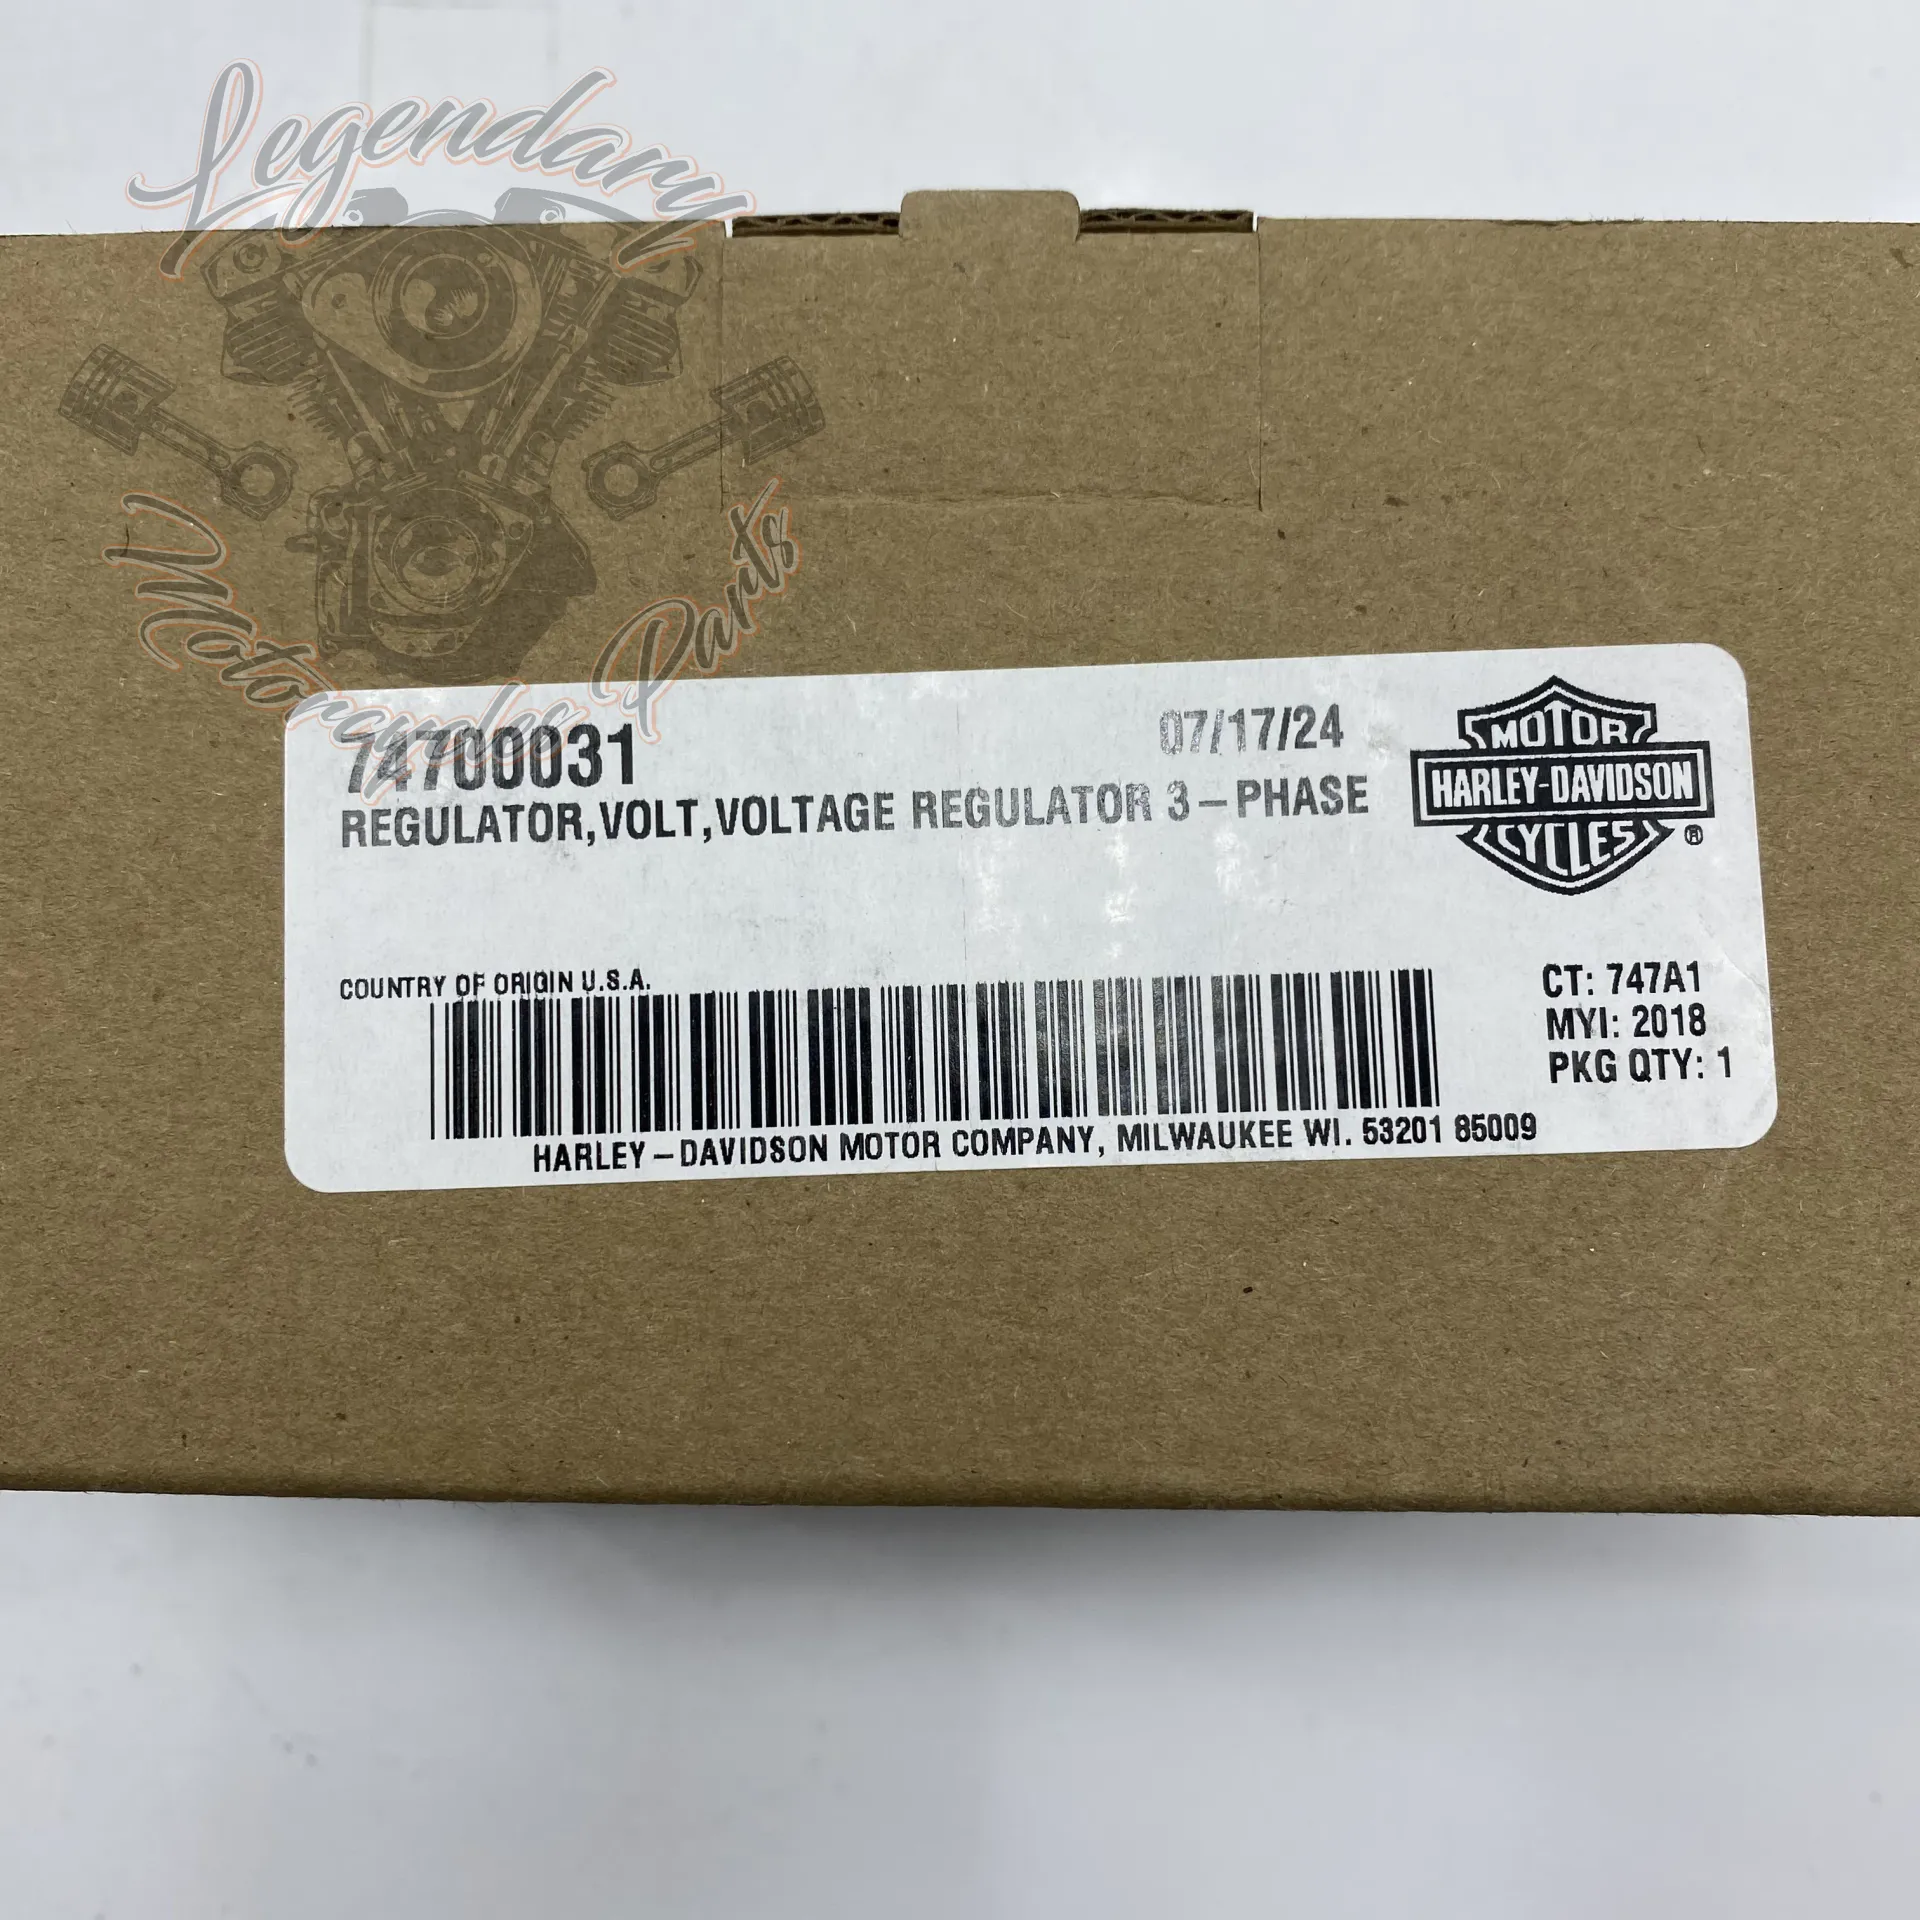 Legendary
Motorcycles Parts
74700031
07/17/24
REGULATOR,VOLT,VOLTAGE REGULATOR 3-PHASE
MOTOR
HARLEY-DAVIDSON
CYCLES
®
COUNTRY OF ORIGIN U.S.A.
CT: 747A1
MYI: 2018
PKG QTY: 1
HARLEY-DAVIDSON MOTOR COMPANY, MILWAUKEE WI. 53201 85009